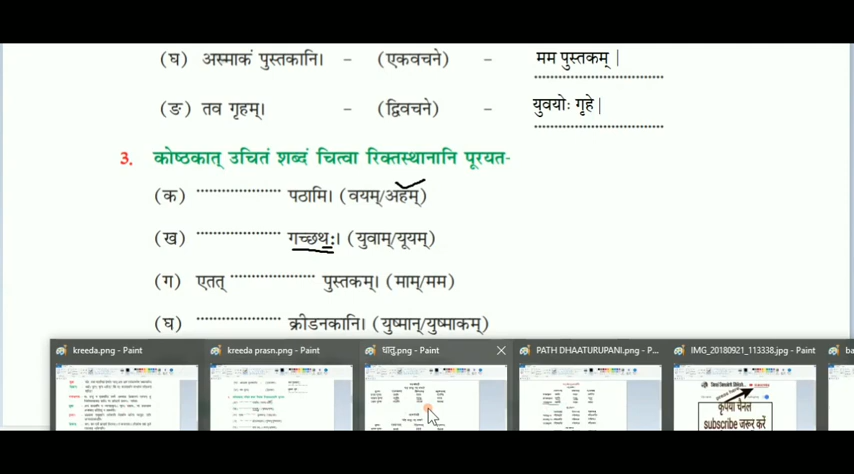 (घ) अस्माकं पुस्तकानि। - (एकवचने) - मम पुस्तकम् |
(ङ) तव गृहम्। - (द्विवचने) - युवयोः गृहे |
3. कोष्ठकात् उचितं शब्दं चित्वा रिक्तस्थानानि पूरयत-
(क) .................... पठामि। (वयम्/अहम्)
(ख) .................... गच्छथः। (युवाम्/यूयम्)
(ग) एतत् .................... पुस्तकम्। (माम्/मम)
(घ) .................... क्रीडनकानि। (युष्मान्/युष्माकम्)
kreeda.png - Paint
kreeda prasn.png - Paint
धातु.png - Paint
PATH DHAATURUPANI.png - P...
IMG_20180921_113338.jpg - Paint
ba
कृपया चैनल
subscribe जरूर करें